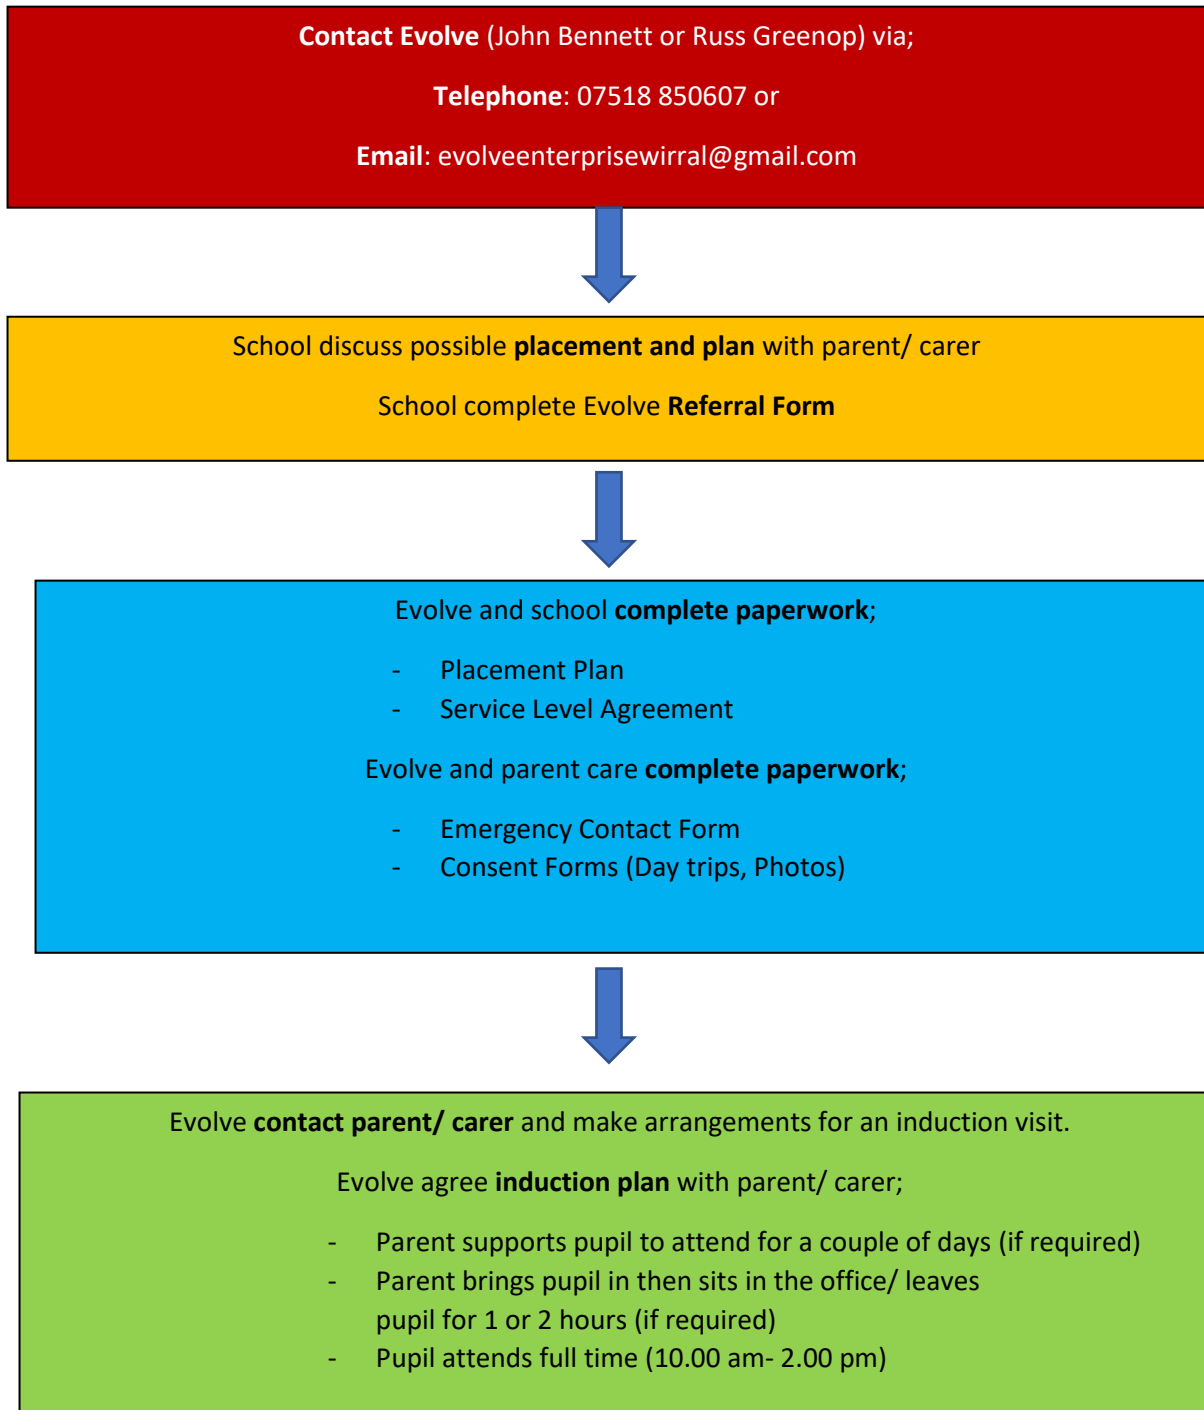 Contact Evolve (John Bennett or Russ Greenop) via;
Telephone: 07518 850607 or
Email: evolveenterprisewirral@gmail.com
School discuss possible placement and plan with parent/ carer
School complete Evolve Referral Form
Evolve and school complete paperwork;
- Placement Plan
- Service Level Agreement
Evolve and parent care complete paperwork;
- Emergency Contact Form
- Consent Forms (Day trips, Photos)
Evolve contact parent/ carer and make arrangements for an induction visit.
Evolve agree induction plan with parent/ carer;
- Parent supports pupil to attend for a couple of days (if required)
- Parent brings pupil in then sits in the office/ leaves
pupil for 1 or 2 hours (if required)
- Pupil attends full time (10.00 am- 2.00 pm)